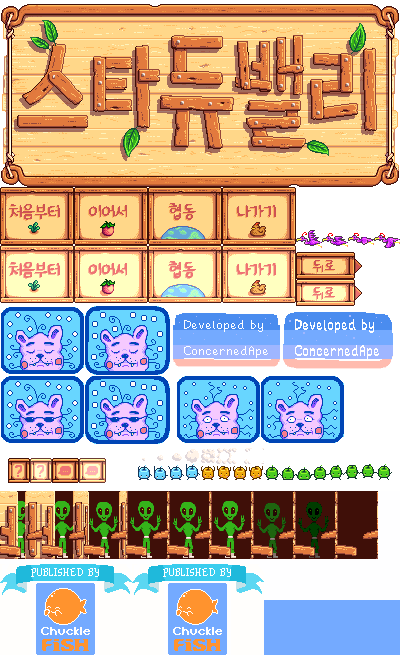 스타듀밸리
처음부터 이어서 협동 나가기
처음부터 이어서 협동 나가기
뒤로
뒤로
Developed by
ConcernedApe
Developed by
ConcernedApe
? ?
PUBLISHED BY
Chuckle
FISH
PUBLISHED BY
Chuckle
FISH